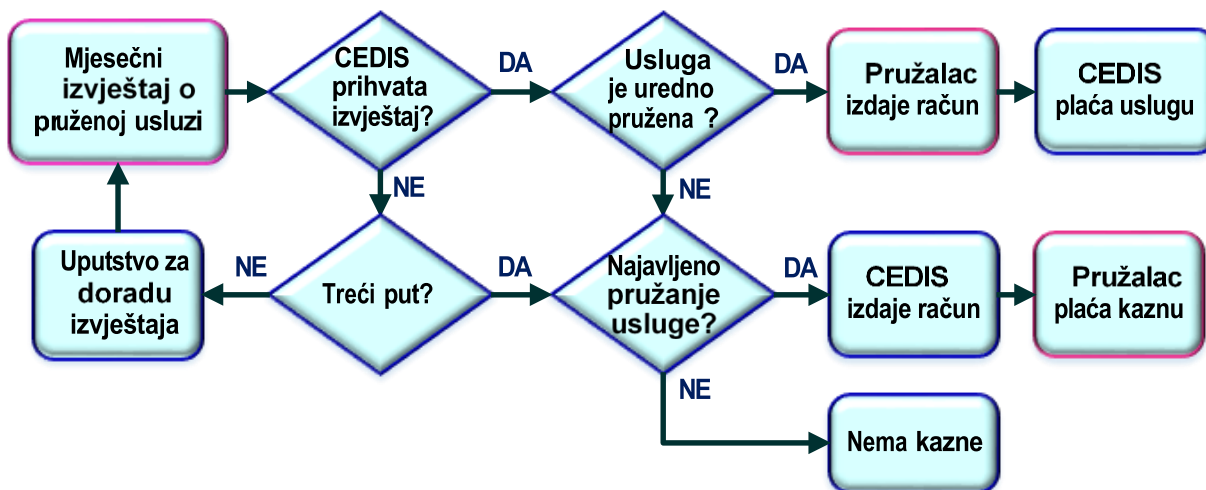 Mjesečni
izvještaj o
pruženoj usluzi
CEDIS
prihvata
izvještaj?
DA
Usluga
je uredno
pružena ?
DA
Pružalac
izdaje račun
CEDIS
plaća uslugu
NE
NE
Uputstvo za
doradu
izvještaja
NE
Treći put?
DA
Najavljeno
pružanje
usluge?
DA
CEDIS
izdaje račun
Pružalac
plaća kaznu
NE
Nema kazne